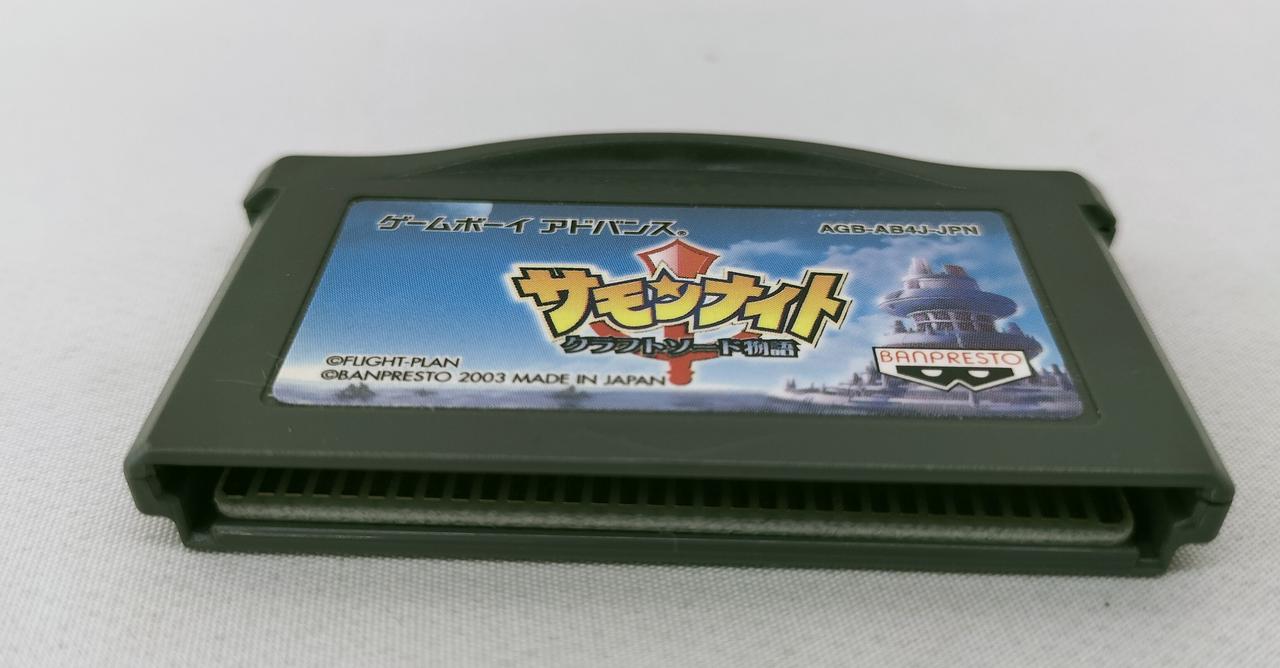 ゲームボーイ アドバンス®
AGB-AB4J-JPN
サモンナイト
クラフトソード物語
©FLIGHT-PLAN
©BANPRESTO 2003 MADE IN JAPAN
BANPRESTO